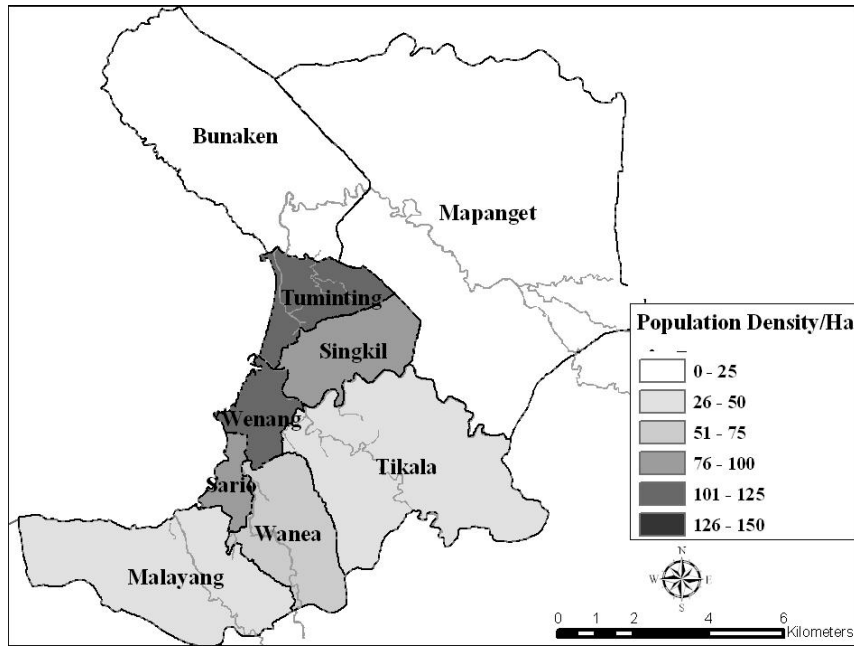 Bunaken
Mapanget
Tuminting
Singkil
Wenang
Tikala
Sario
Wanea
Malayang
Population Density/Ha
0 - 25
26 - 50
51 - 75
76 - 100
101 - 125
126 - 150
N
W E
S
0 1 2 4 6
Kilometers